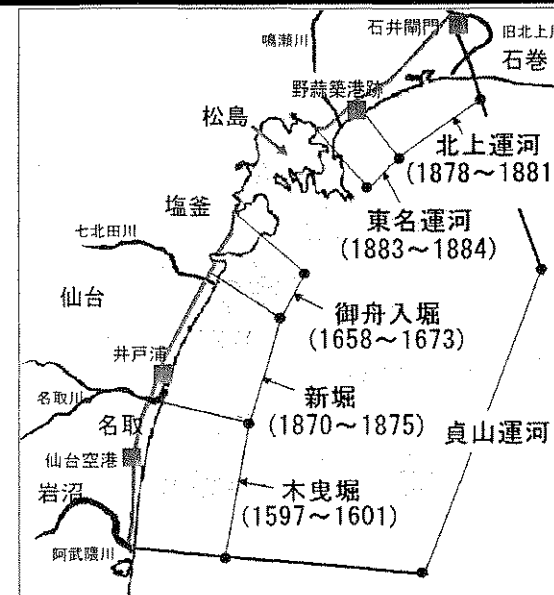 石井閘門
旧北上川
鳴瀬川
石巻
野蒜築港跡
松島
北上運河
(1878～1881
東名運河
(1883～1884)
塩釜
七北田川
仙台
御舟入堀
(1658～1673)
井戸浦
新堀
(1870～1875)
名取川
名取
貞山運河
仙台空港
木曳堀
(1597～1601)
岩沼
阿武隈川